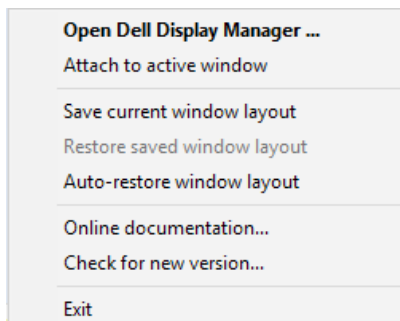 Open Dell Display Manager ...
Attach to active window
Save current window layout
Restore saved window layout
Auto-restore window layout
Online documentation...
Check for new version...
Exit